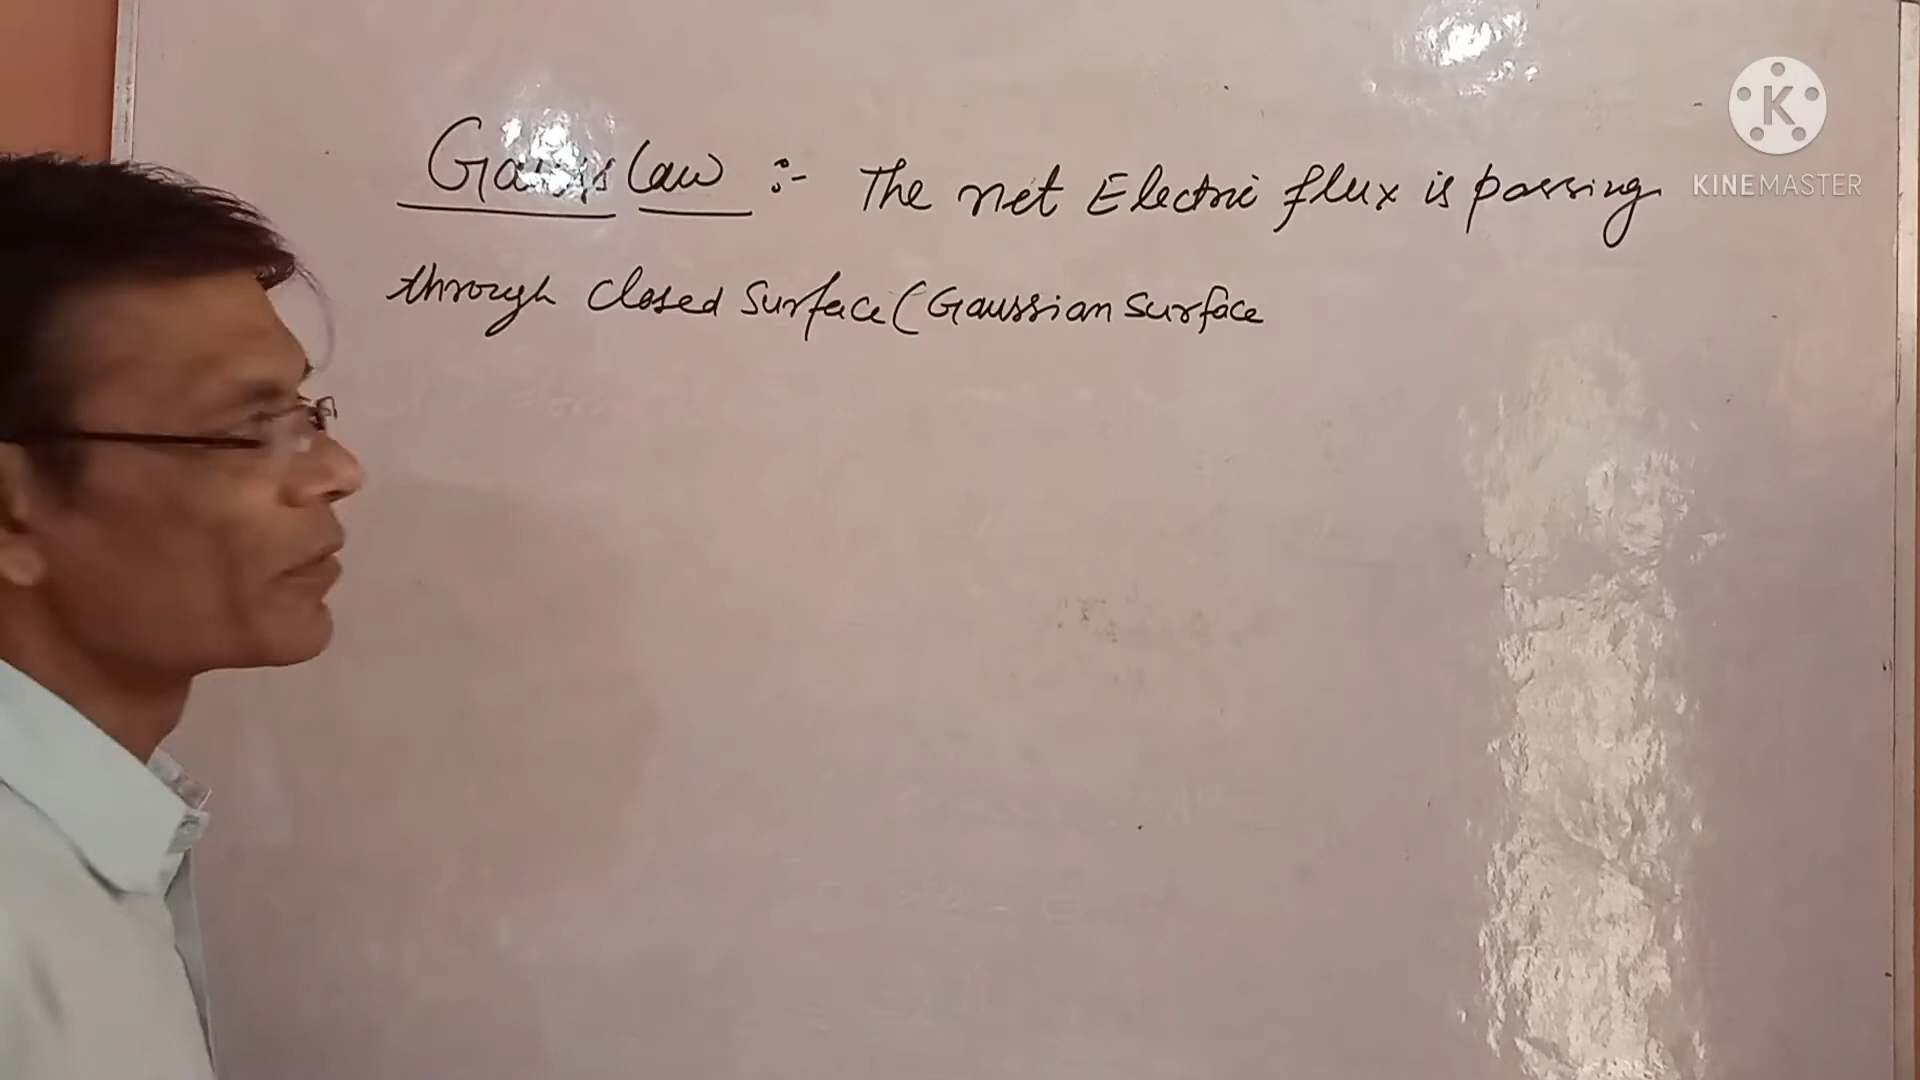 Gauss Law :- The net Electric flux is passing
through closed surface (Gaussian surface
K
KINEMASTER